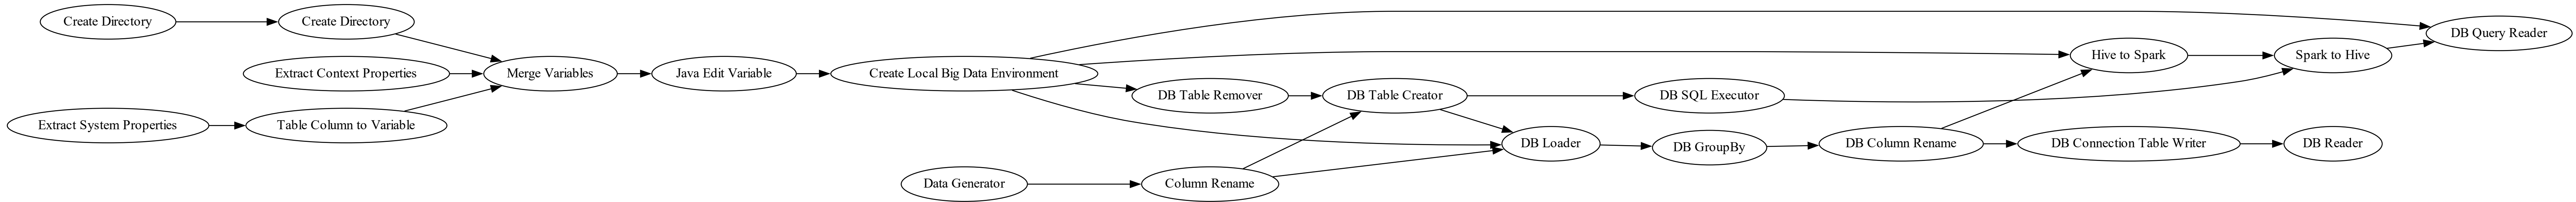 Create Directory
Create Directory
Extract Context Properties
Merge Variables
Java Edit Variable
Create Local Big Data Environment
Extract System Properties
Table Column to Variable
DB Table Remover
DB Table Creator
DB SQL Executor
Hive to Spark
Spark to Hive
DB Query Reader
DB Loader
DB GroupBy
DB Column Rename
DB Connection Table Writer
DB Reader
Data Generator
Column Rename